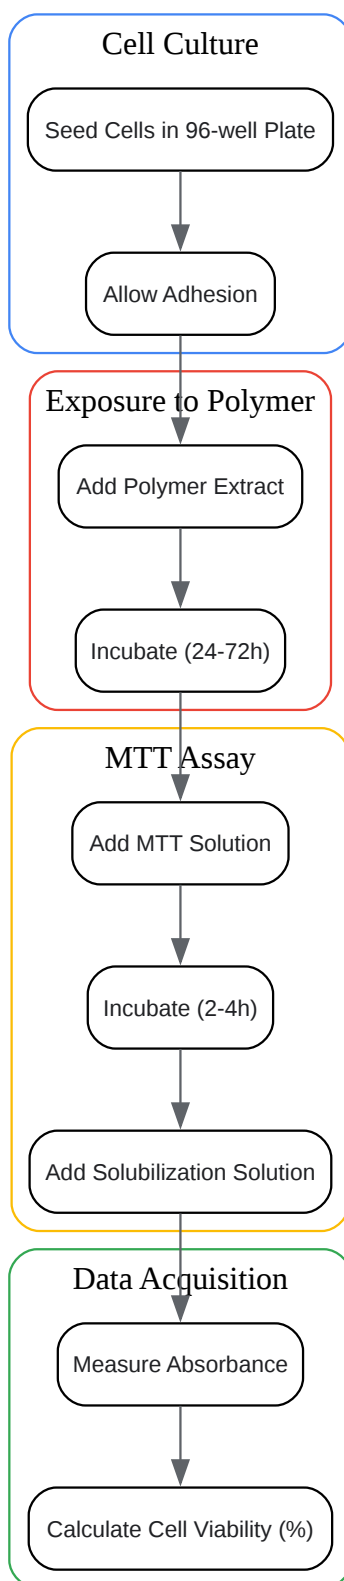 Cell Culture
Seed Cells in 96-well Plate
Allow Adhesion
Exposure to Polymer
Add Polymer Extract
Incubate (24-72h)
MTT Assay
Add MTT Solution
Incubate (2-4h)
Add Solubilization Solution
Data Acquisition
Measure Absorbance
Calculate Cell Viability (%)